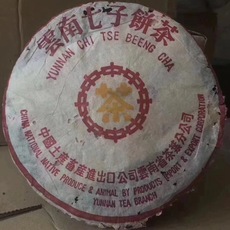 雲南七子餅茶
YUNNAN CHI TSE BEENG CHA
茶
中國土產畜產進出口公司雲南省茶葉分公司
CHINA NATIONAL NATIVE PRODUCE & ANIMAL BY PRODUCTS IMPORT & EXPORT CORPORATION
YUNNAN TEA BRANCH